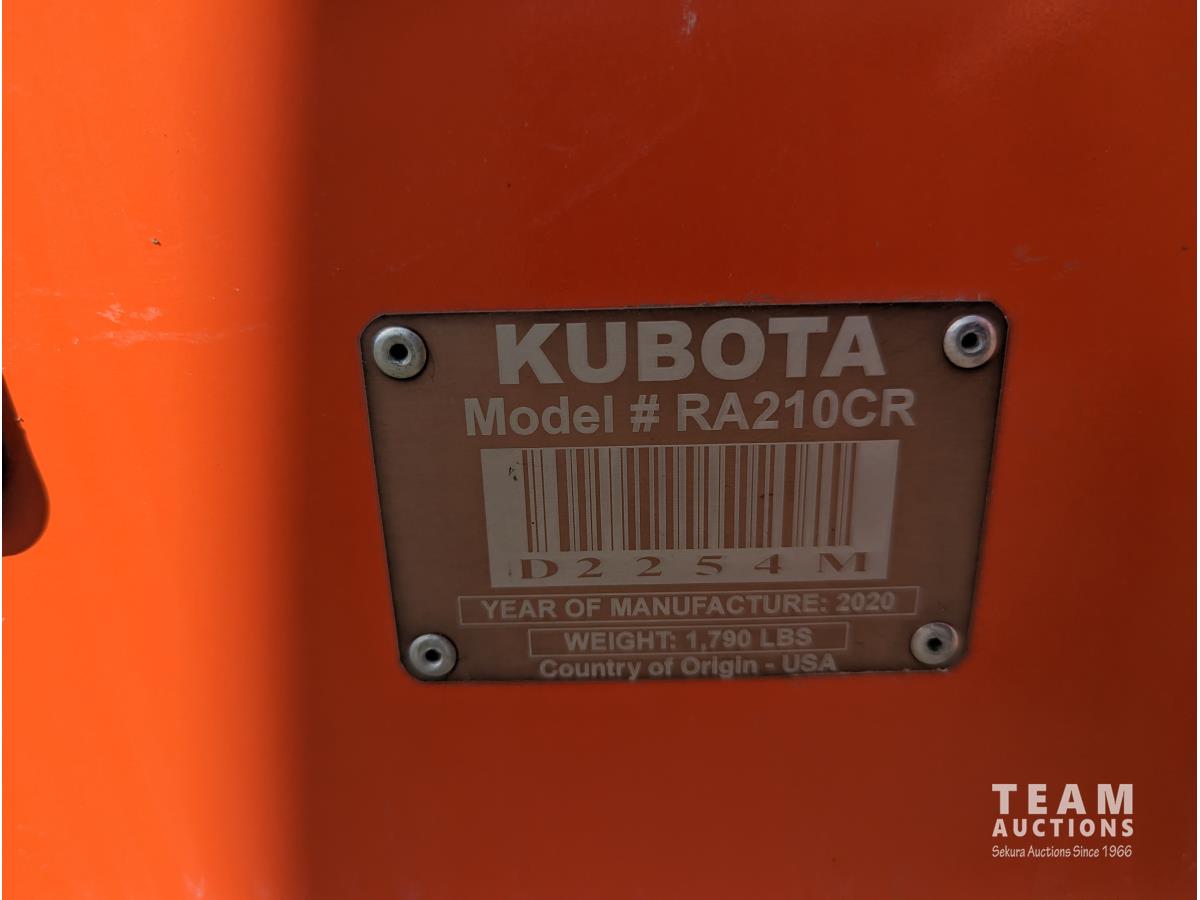 KUBOTA
Model # RA210CR
D2254M
YEAR OF MANUFACTURE: 2020
WEIGHT: 1,790 LBS
Country of Origin - USA
TEAM
AUCTIONS
Sekura Auctions Since 1966